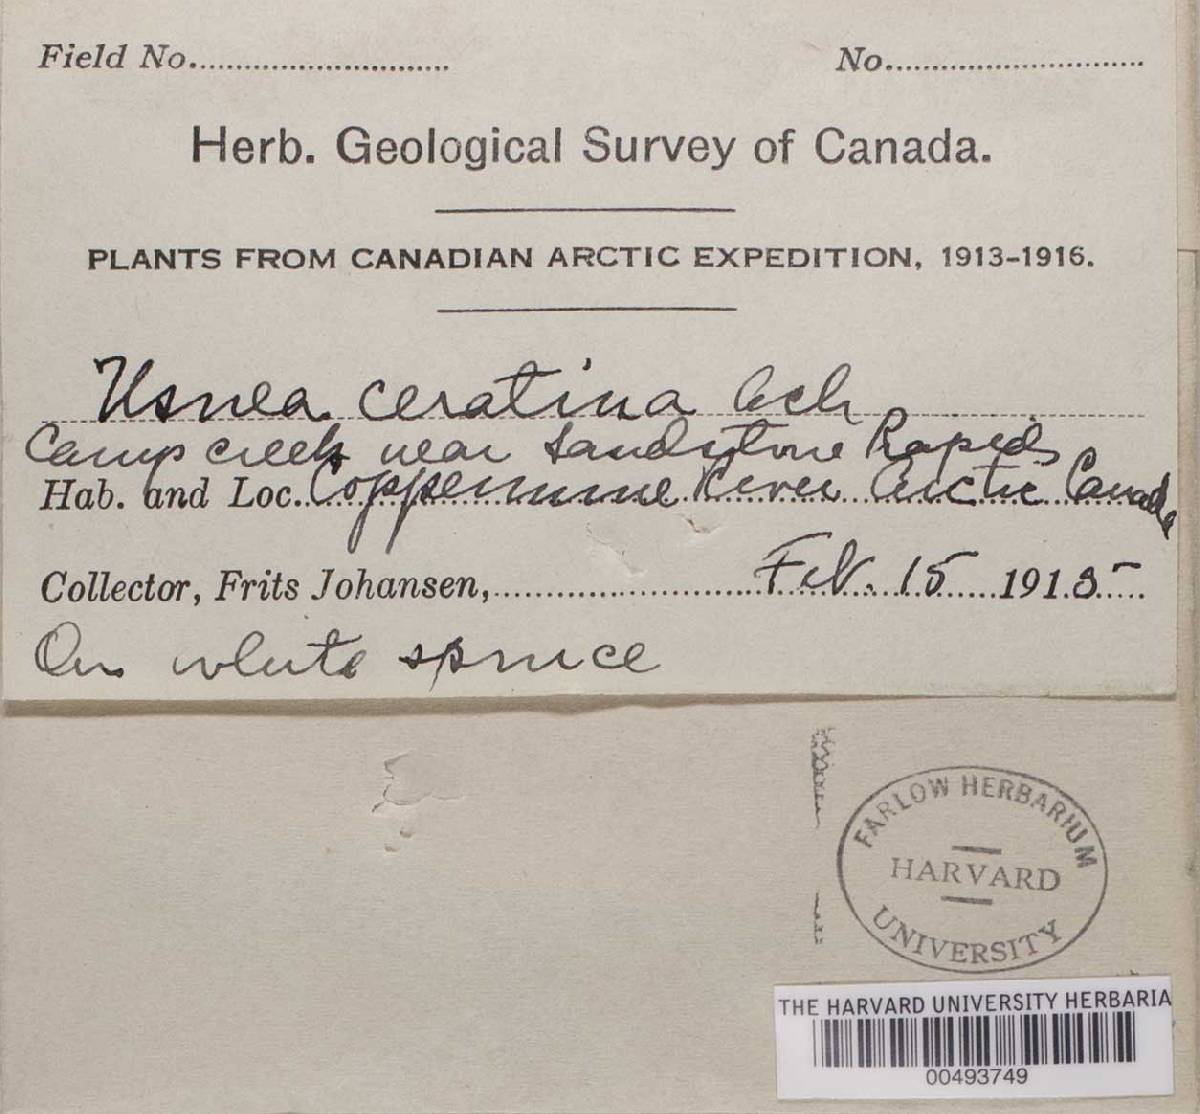 Field No.............................
No............................
Herb. Geological Survey of Canada.
PLANTS FROM CANADIAN ARCTIC EXPEDITION, 1913-1916.
Usnea ceratina Ach
Camp creek near Sandstone Rapids
Hab. and Loc. Coppermine River Arctic Canada
Collector, Frits Johansen, Feb. 15 1915
On white spruce
FARLOW HERBARIUM
HARVARD
UNIVERSITY
THE HARVARD UNIVERSITY HERBARIA
00493749